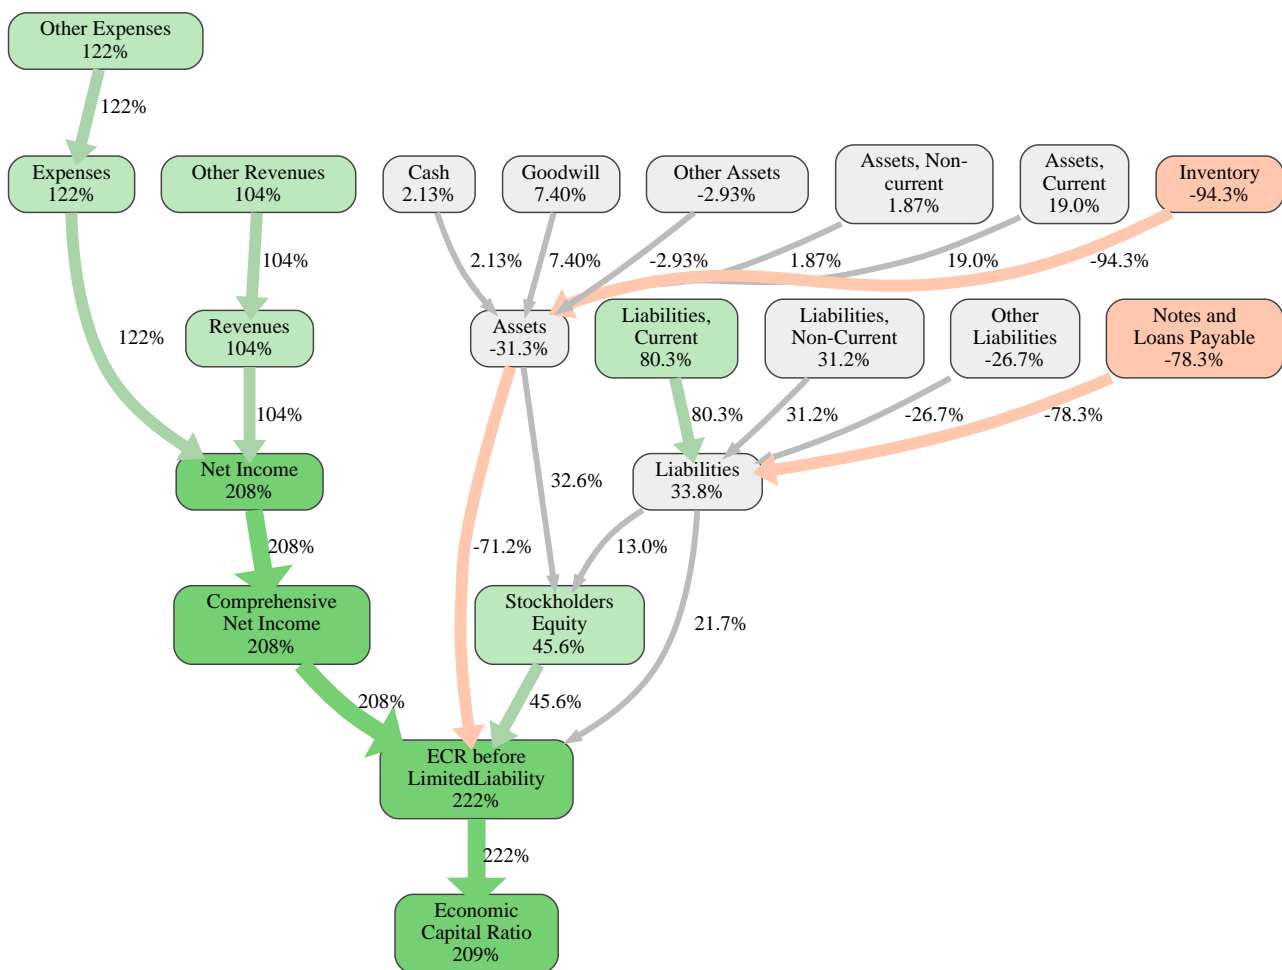 Other Expenses
122%
122%
Expenses
122%
Other Revenues
104%
Cash
2.13%
Goodwill
7.40%
Other Assets
-2.93%
Assets, Non-
current
1.87%
Assets,
Current
19.0%
Inventory
-94.3%
104%
2.13%
7.40%
-2.93%
1.87%
19.0%
-94.3%
122%
Revenues
104%
Assets
-31.3%
Liabilities,
Current
80.3%
Liabilities,
Non-Current
31.2%
Other
Liabilities
-26.7%
Notes and
Loans Payable
-78.3%
104%
80.3%
31.2%
-26.7%
-78.3%
Net Income
208%
32.6%
Liabilities
33.8%
208%
-71.2%
13.0%
21.7%
Comprehensive
Net Income
208%
Stockholders
Equity
45.6%
208%
45.6%
ECR before
LimitedLiability
222%
222%
Economic
Capital Ratio
209%